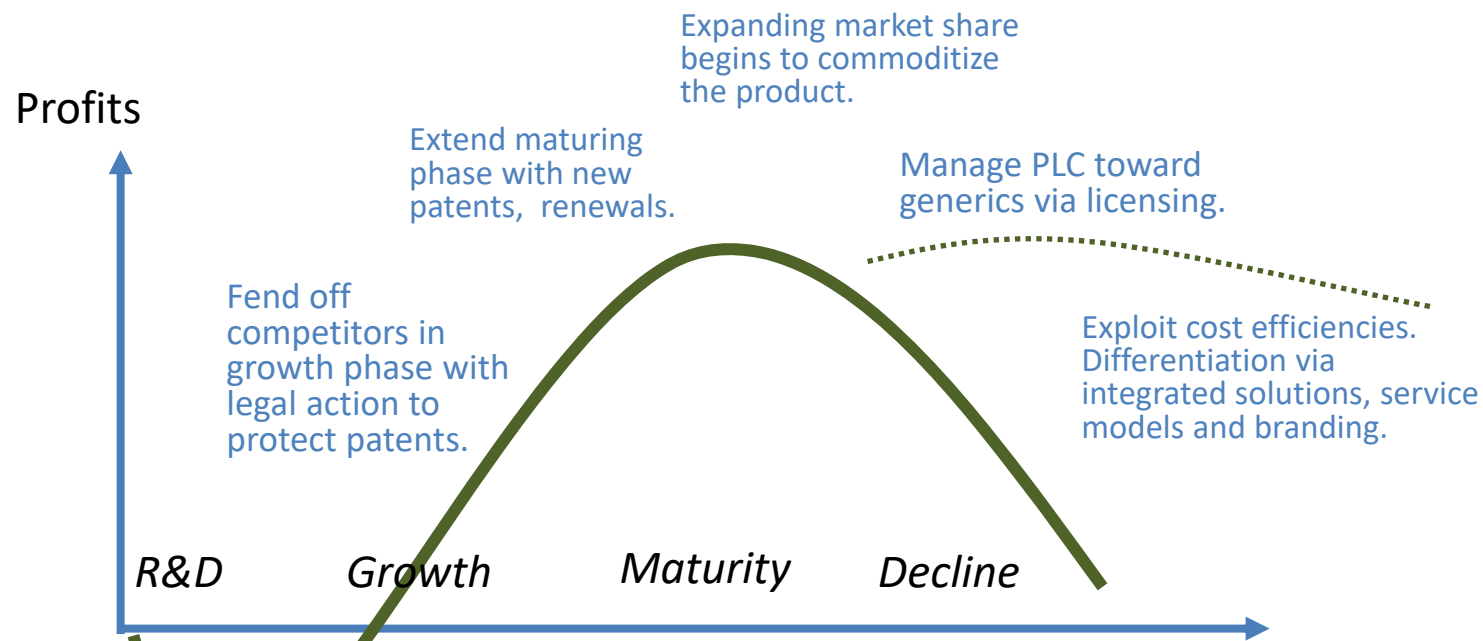 Expanding market share
begins to commoditize
the product.
Profits
Extend maturing
phase with new
patents,  renewals.
Manage PLC toward
generics via licensing.
Fend off
competitors in
growth phase with
legal action to
protect patents.
Exploit cost efficiencies.
Differentiation via
integrated solutions, service
models and branding.
R&D
Growth
Maturity
Decline